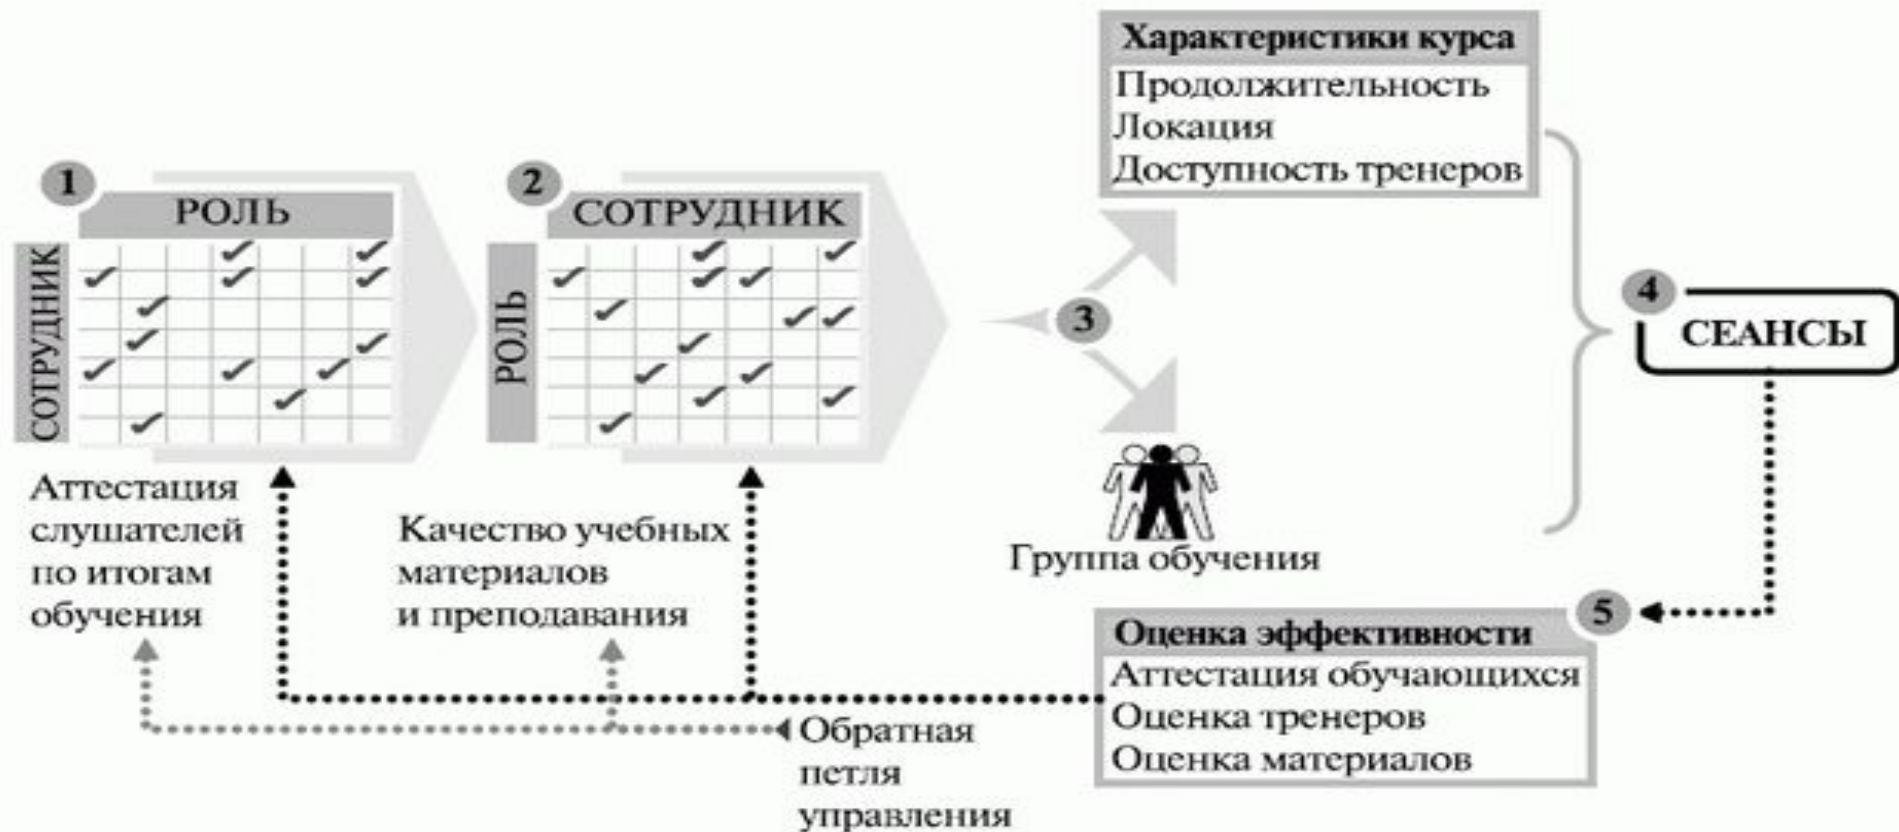 Характеристики курса
Продолжительность
Локация
Доступность тренеров
1
РОЛЬ
СОТРУДНИК
2
СОТРУДНИК
РОЛЬ
3
4
СЕАНСЫ
Группа обучения
Аттестация
слушателей
по итогам
обучения
Качество учебных
материалов
и преподавания
5
Оценка эффективности
Аттестация обучающихся
Оценка тренеров
Оценка материалов
Обратная
петля
управления